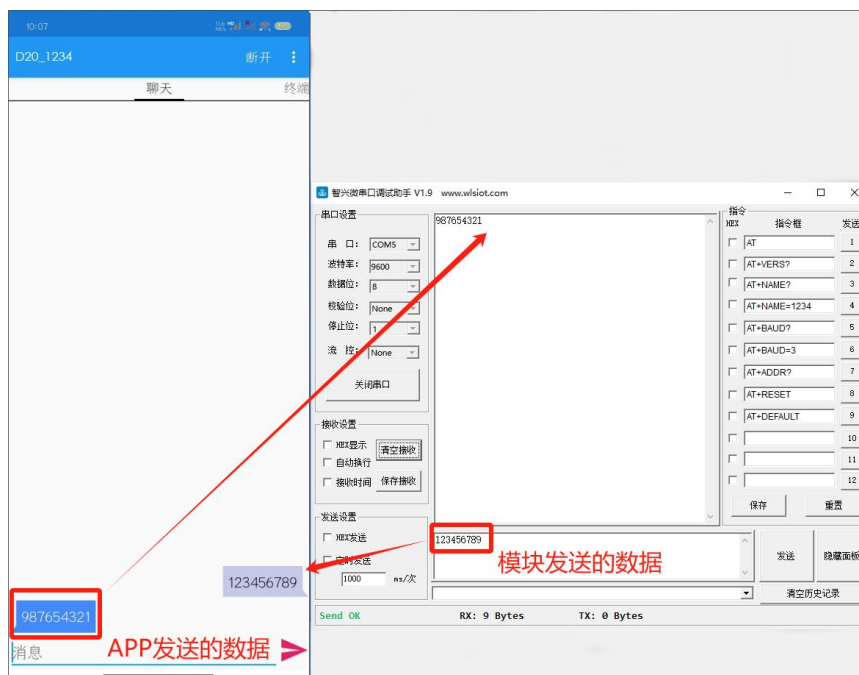 10:07
D20_1234
断开
聊天
终端
123456789
987654321
消息
APP发送的数据
智兴微串口调试助手 V1.9 www.wlsiot.com
串口设置
串 口: COM5
波特率: 9600
数据位: 8
校验位: None
停止位: 1
流 控: None
关闭串口
接收设置
HEX显示
清空接收
自动换行
接收时间
保存接收
发送设置
HEX发送
定时发送
1000 ms/次
987654321
123456789
模块发送的数据
指令
HEX 指令框 发送
AT 1
AT+VERS? 2
AT+NAME? 3
AT+NAME=1234 4
AT+BAUD? 5
AT+BAUD=3 6
AT+ADDR? 7
AT+RESET 8
AT+DEFAULT 9
10
11
12
保存
重置
发送
隐藏面板
清空历史记录
Send OK
RX: 9 Bytes
TX: 0 Bytes